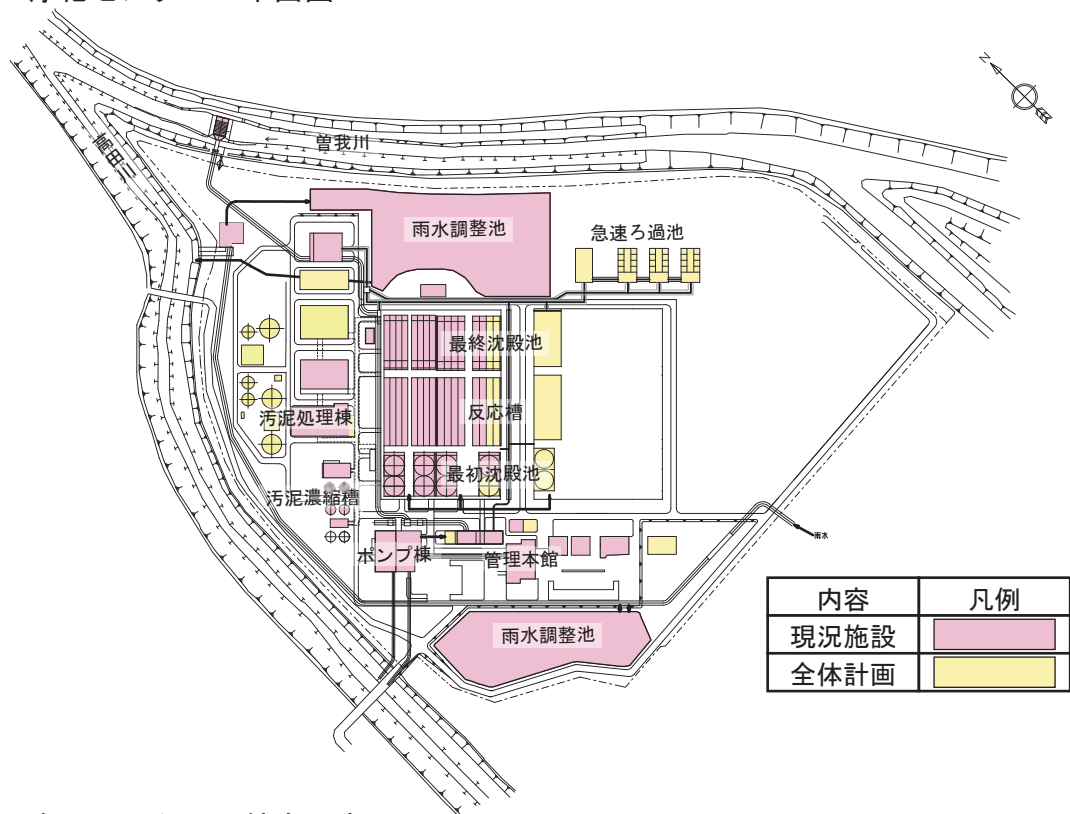 N
曽我川
雨水調整池
急速ろ過池
最終沈殿池
反応槽
汚泥処理棟
最初沈殿池
汚泥濃縮槽
ポンプ棟
管理本館
雨水
雨水調整池
内容 凡例
現況施設
全体計画